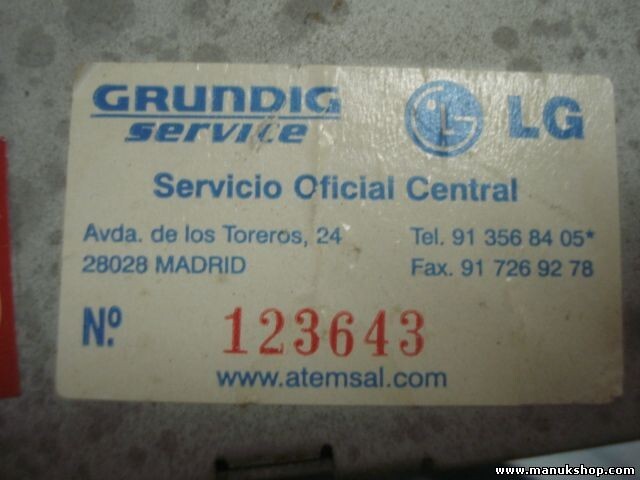 GRUNDIG
service
LG
Servicio Oficial Central
Avda. de los Toreros, 24
28028 MADRID
Tel. 91 356 84 05*
Fax. 91 726 92 78
N.º 123643
www.atemsal.com
www.manukshop.com